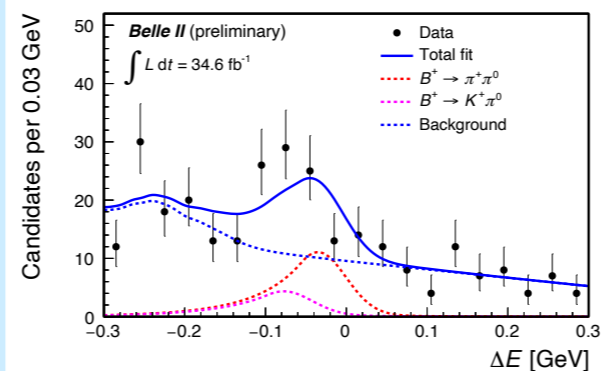 Belle II (preliminary)
∫ L dt = 34.6 fb⁻¹
Data
Total fit
B⁺ → π⁺π⁰
B⁺ → K⁺π⁰
Background
Candidates per 0.03 GeV
50
40
30
20
10
0
−0.3 −0.2 −0.1 0 0.1 0.2 0.3
ΔE [GeV]